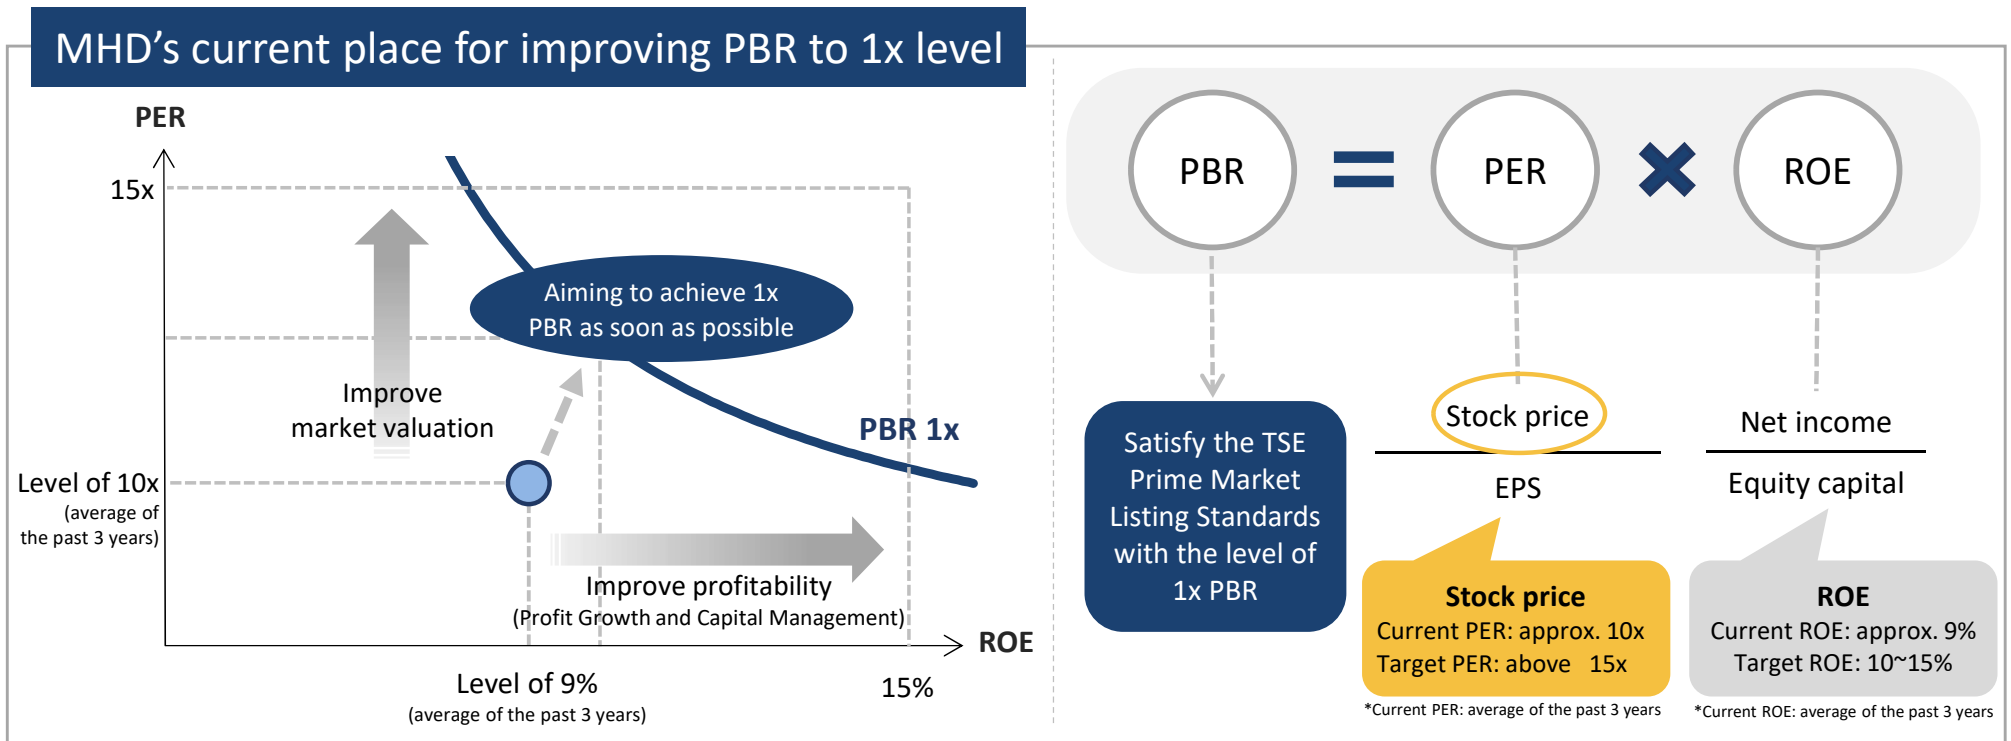 MHD’s current place for improving PBR to 1x level
PER
15x
Aiming to achieve 1x
PBR as soon as possible
Improve
market valuation
PBR 1x
Level of 10x
(average of
the past 3 years)
Improve profitability
(Profit Growth and Capital Management)
ROE
Level of 9%
(average of the past 3 years)
15%
PBR
=
PER
×
ROE
Satisfy the TSE
Prime Market
Listing Standards
with the level of
1x PBR
Stock price
EPS
Net income
Equity capital
Stock price
Current PER: approx. 10x
Target PER: above 15x
*Current PER: average of the past 3 years
ROE
Current ROE: approx. 9%
Target ROE: 10~15%
*Current ROE: average of the past 3 years